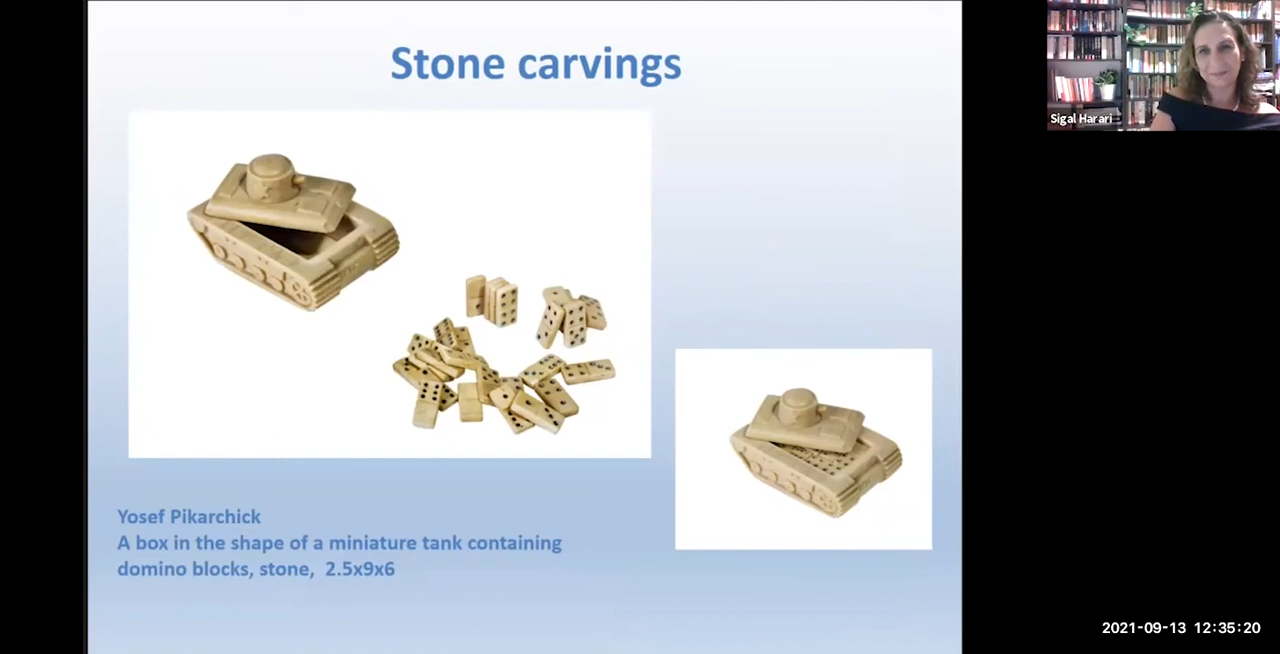 Stone carvings
Sigal Harari
Yosef Pikarchick
A box in the shape of a miniature tank containing
domino blocks, stone,  2.5x9x6
2021-09-13  12:35:20